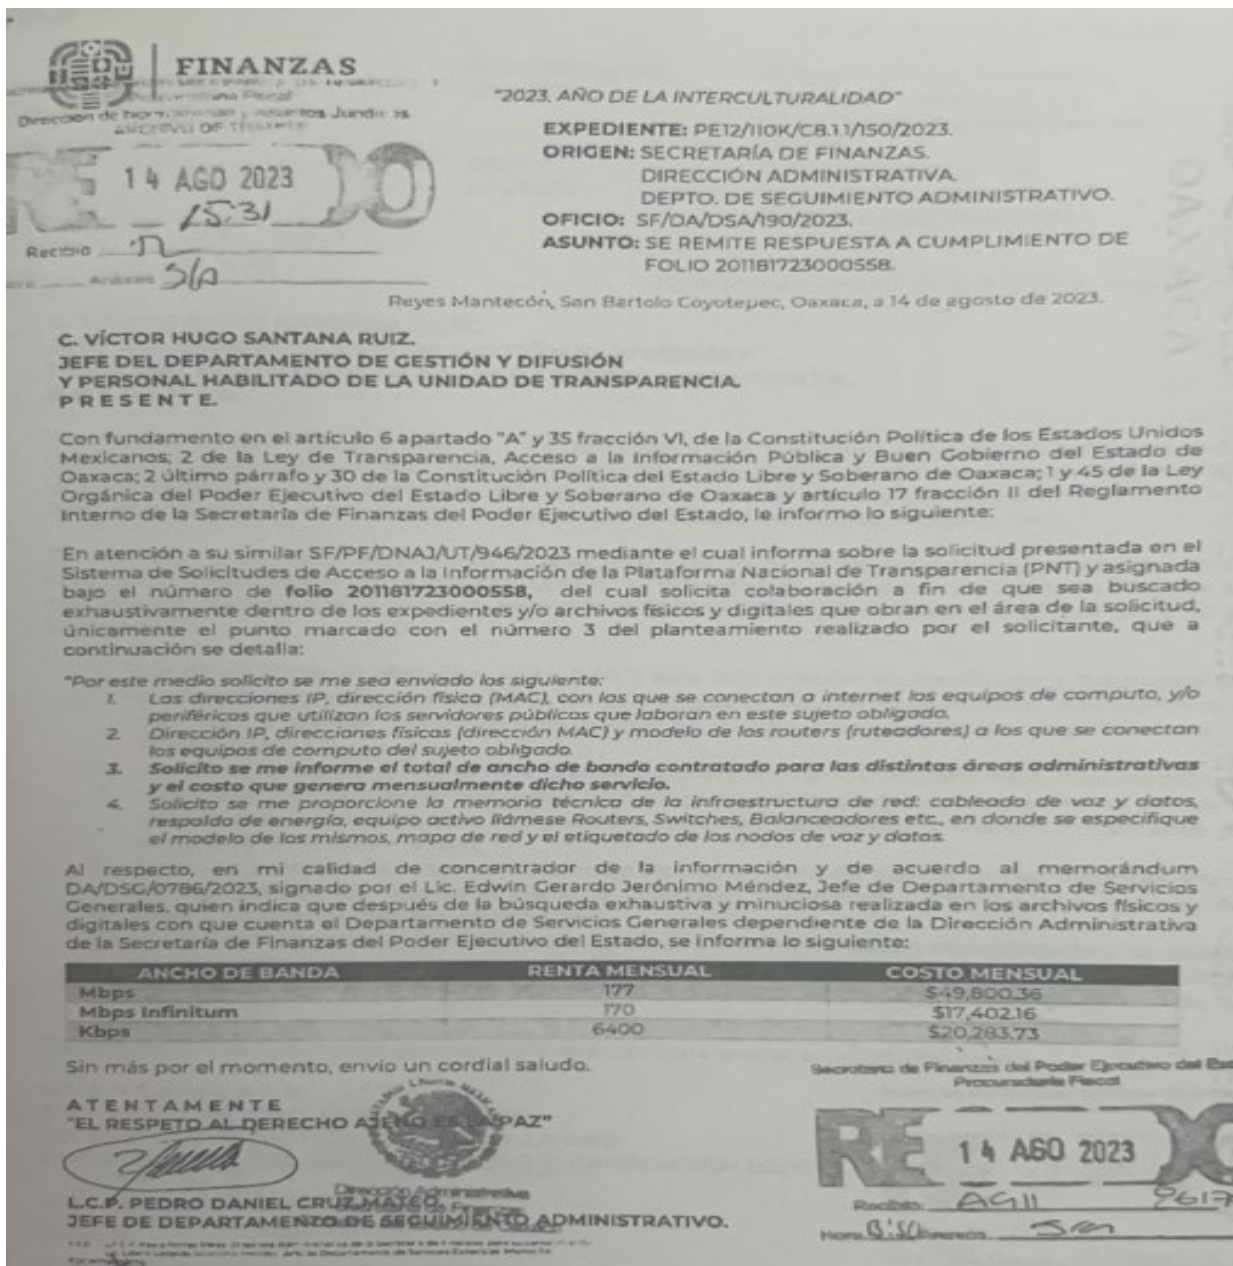 FINANZAS
Dirección de Normatividad y Asuntos Jurídicos
"2023, AÑO DE LA INTERCULTURALIDAD"
14 AGO 2023
15:31
Recibió
Anexos S/A
EXPEDIENTE: PE12/110K/C8.1.1/150/2023.
ORIGEN: SECRETARÍA DE FINANZAS.
DIRECCIÓN ADMINISTRATIVA.
DEPTO. DE SEGUIMIENTO ADMINISTRATIVO.
OFICIO: SF/DA/DSA/190/2023.
ASUNTO: SE REMITE RESPUESTA A CUMPLIMIENTO DE
FOLIO 201181723000558.
Reyes Mantecón, San Bartolo Coyotepec, Oaxaca, a 14 de agosto de 2023.
C. VÍCTOR HUGO SANTANA RUIZ.
JEFE DEL DEPARTAMENTO DE GESTIÓN Y DIFUSIÓN
Y PERSONAL HABILITADO DE LA UNIDAD DE TRANSPARENCIA.
P R E S E N T E.
Con fundamento en el artículo 6 apartado "A" y 35 fracción VI, de la Constitución Política de los Estados Unidos
Mexicanos; 2 de la Ley de Transparencia, Acceso a la Información Pública y Buen Gobierno del Estado de
Oaxaca; 2 último párrafo y 30 de la Constitución Política del Estado Libre y Soberano de Oaxaca; 1 y 45 de la Ley
Orgánica del Poder Ejecutivo del Estado Libre y Soberano de Oaxaca y artículo 17 fracción II del Reglamento
Interno de la Secretaría de Finanzas del Poder Ejecutivo del Estado, le informo lo siguiente:
En atención a su similar SF/PF/DNAJ/UT/946/2023 mediante el cual informa sobre la solicitud presentada en el
Sistema de Solicitudes de Acceso a la Información de la Plataforma Nacional de Transparencia (PNT) y asignada
bajo el número de folio 201181723000558, del cual solicita colaboración a fin de que sea buscado
exhaustivamente dentro de los expedientes y/o archivos físicos y digitales que obran en el área de la solicitud,
únicamente el punto marcado con el número 3 del planteamiento realizado por el solicitante, que a
continuación se detalla:
"Por este medio solicito se me sea enviado los siguiente:
1. Las direcciones IP, dirección física (MAC), con los que se conectan a internet los equipos de computo, y/o
periféricos que utilizan los servidores públicos que laboran en este sujeto obligado.
2. Dirección IP, direcciones físicas (dirección MAC) y modelo de los routers (ruteadores) a los que se conectan
los equipos de computo del sujeto obligado.
3. Solicito se me informe el total de ancho de banda contratado para las distintas áreas administrativas
y el costo que genera mensualmente dicho servicio.
4. Solicito se me proporcione la memoria técnica de la infraestructura de red: cableado de voz y datos,
respaldo de energía, equipo activo llámese Routers, Switches, Balanceadores etc., en donde se especifique
el modelo de los mismos, mapa de red y el etiquetado de los nodos de voz y datos.
Al respecto, en mi calidad de concentrador de la información y de acuerdo al memorándum
DA/DSG/0786/2023, signado por el Lic. Edwin Gerardo Jerónimo Méndez, Jefe de Departamento de Servicios
Generales, quien indica que después de la búsqueda exhaustiva y minuciosa realizada en los archivos físicos y
digitales con que cuenta el Departamento de Servicios Generales dependiente de la Dirección Administrativa
de la Secretaría de Finanzas del Poder Ejecutivo del Estado, se informa lo siguiente:
ANCHO DE BANDA RENTA MENSUAL COSTO MENSUAL
Mbps 177 $49,800.36
Mbps Infinitum 170 $17,402.16
Kbps 6400 $20,283.73
Sin más por el momento, envío un cordial saludo.
A T E N T A M E N T E
"EL RESPETO AL DERECHO AJENO ES LA PAZ"
Dirección Administrativa
L.C.P. PEDRO DANIEL CRUZ MATEO.
JEFE DE DEPARTAMENTO DE SEGUIMIENTO ADMINISTRATIVO.
Secretaría de Finanzas del Poder Ejecutivo del
Procuraduría Fiscal
14 AGO 2023
Recibió
Hora